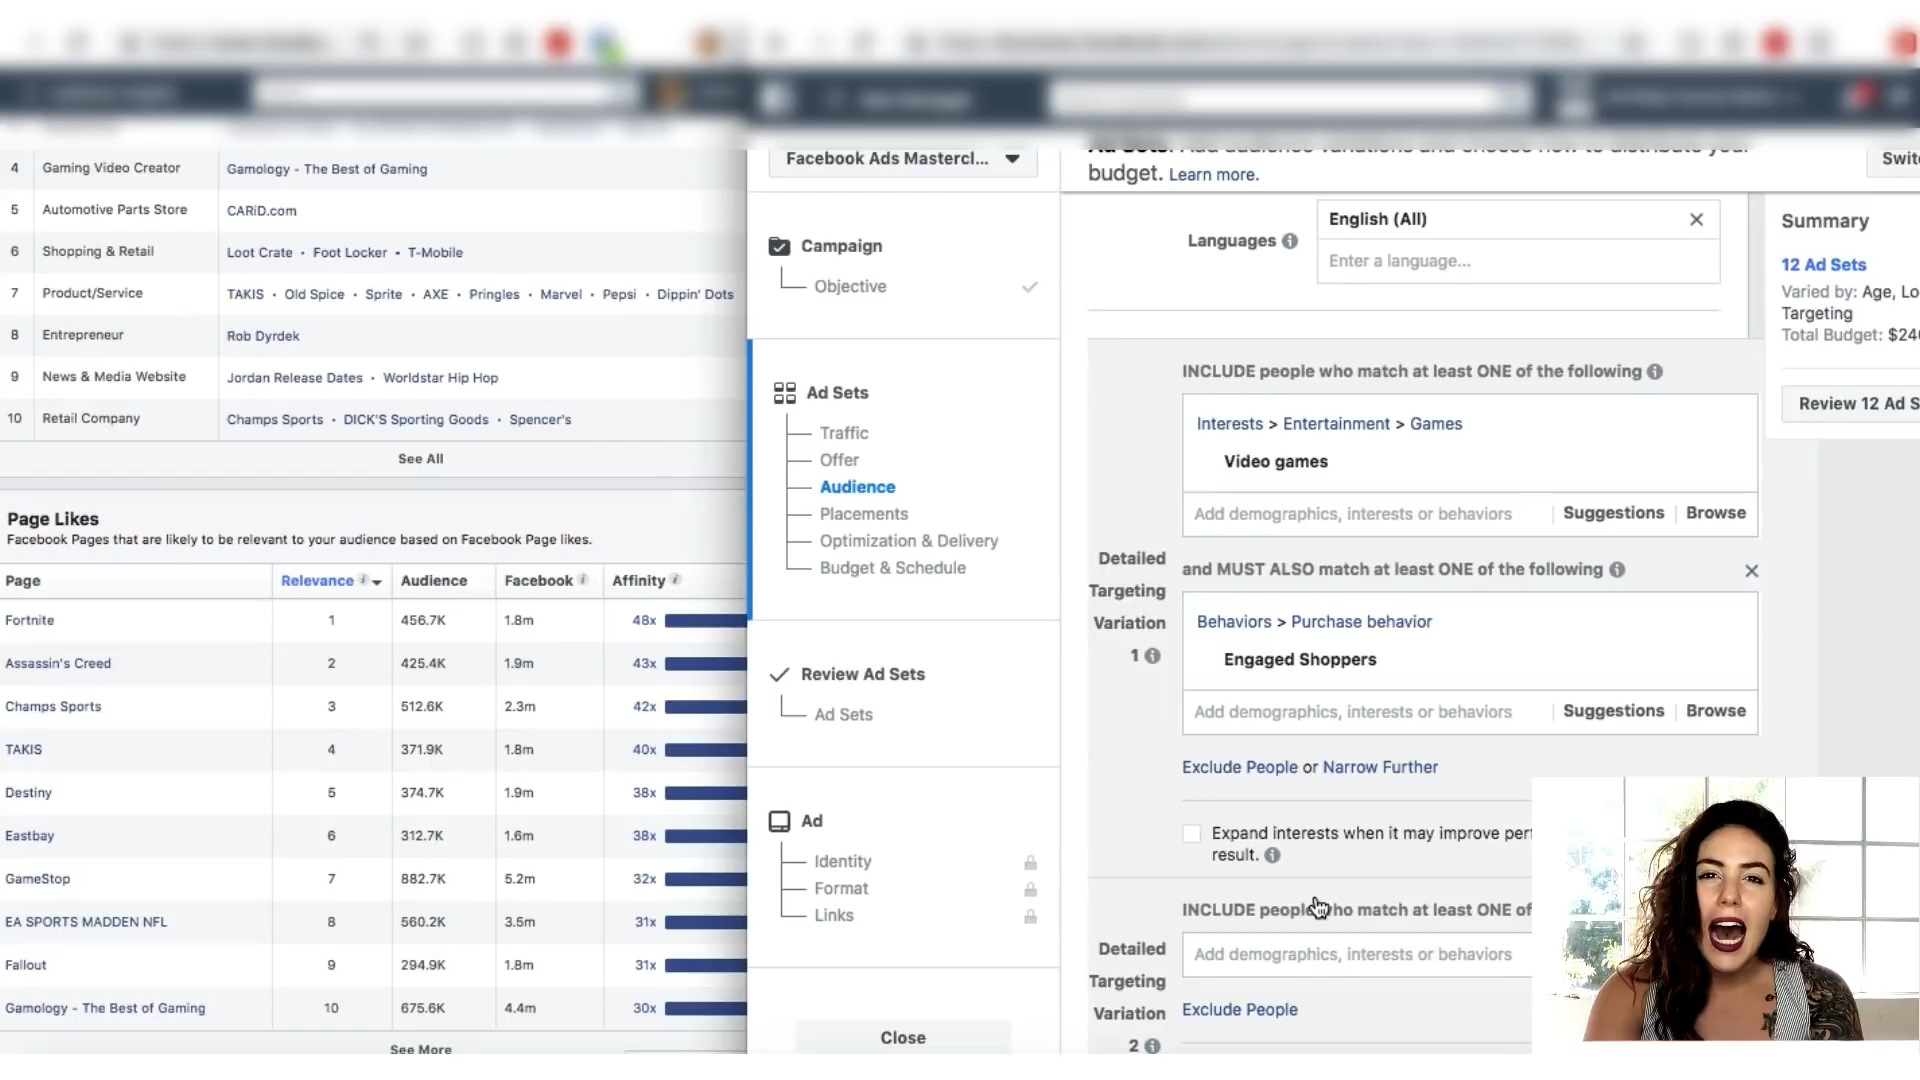 4 Gaming Video Creator Gamology - The Best of Gaming
5 Automotive Parts Store CARiD.com
6 Shopping & Retail Loot Crate • Foot Locker • T-Mobile
7 Product/Service TAKIS • Old Spice • Sprite • AXE • Pringles • Marvel • Pepsi • Dippin' Dots
8 Entrepreneur Rob Dyrdek
9 News & Media Website Jordan Release Dates • Worldstar Hip Hop
10 Retail Company Champs Sports • DICK'S Sporting Goods • Spencer's
See All
Page Likes
Facebook Pages that are likely to be relevant to your audience based on Facebook Page likes.
Page Relevance Audience Facebook Affinity
Fortnite 1 456.7K 1.8m 48x
Assassin's Creed 2 425.4K 1.9m 43x
Champs Sports 3 512.6K 2.3m 42x
TAKIS 4 371.9K 1.8m 40x
Destiny 5 374.7K 1.9m 38x
Eastbay 6 312.7K 1.6m 38x
GameStop 7 882.7K 5.2m 32x
EA SPORTS MADDEN NFL 8 560.2K 3.5m 31x
Fallout 9 294.9K 1.8m 31x
Gamology - The Best of Gaming 10 675.6K 4.4m 30x
See More
Facebook Ads Mastercl...
Campaign
Objective
Ad Sets
Traffic
Offer
Audience
Placements
Optimization & Delivery
Budget & Schedule
Review Ad Sets
Ad Sets
Ad
Identity
Format
Links
Close
Ad Sets: Add audience variations and choose how to distribute your
budget. Learn more.
Languages English (All)
Enter a language...
INCLUDE people who match at least ONE of the following
Interests > Entertainment > Games
Video games
Add demographics, interests or behaviors Suggestions Browse
Detailed
Targeting
Variation
1
and MUST ALSO match at least ONE of the following
Behaviors > Purchase behavior
Engaged Shoppers
Add demographics, interests or behaviors Suggestions Browse
Exclude People or Narrow Further
Expand interests when it may improve per
result.
INCLUDE people who match at least ONE of
Detailed
Targeting
Variation
2
Add demographics, interests or behaviors
Exclude People
Swit
Summary
12 Ad Sets
Varied by: Age, Lo
Targeting
Total Budget: $24
Review 12 Ad S